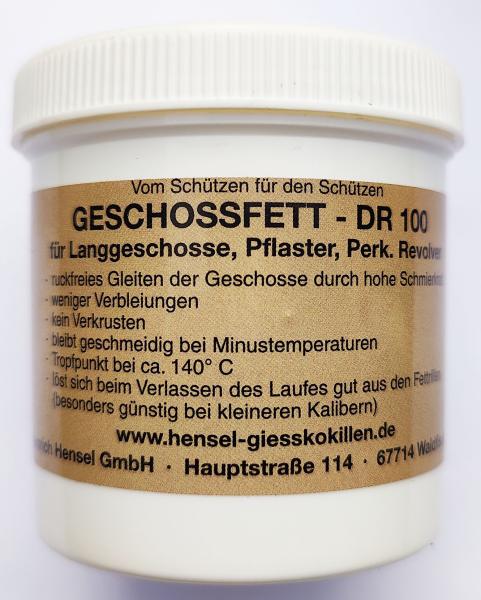 Vom Schützen für den Schützen
GESCHOSSFETT - DR 100
für Langgeschosse, Pflaster, Perk. Revolver
- ruckfreies Gleiten der Geschosse durch hohe
- weniger Verbleiungen
- kein Verkrusten
- bleibt geschmeidig bei Minustemperaturen
- Tropfpunkt bei ca. 140° C
- löst sich beim Verlassen des Laufes gut aus den
(besonders günstig bei kleineren Kalibern)
www.hensel-giesskokillen.de
Hensel GmbH · Hauptstraße 114 · 67714